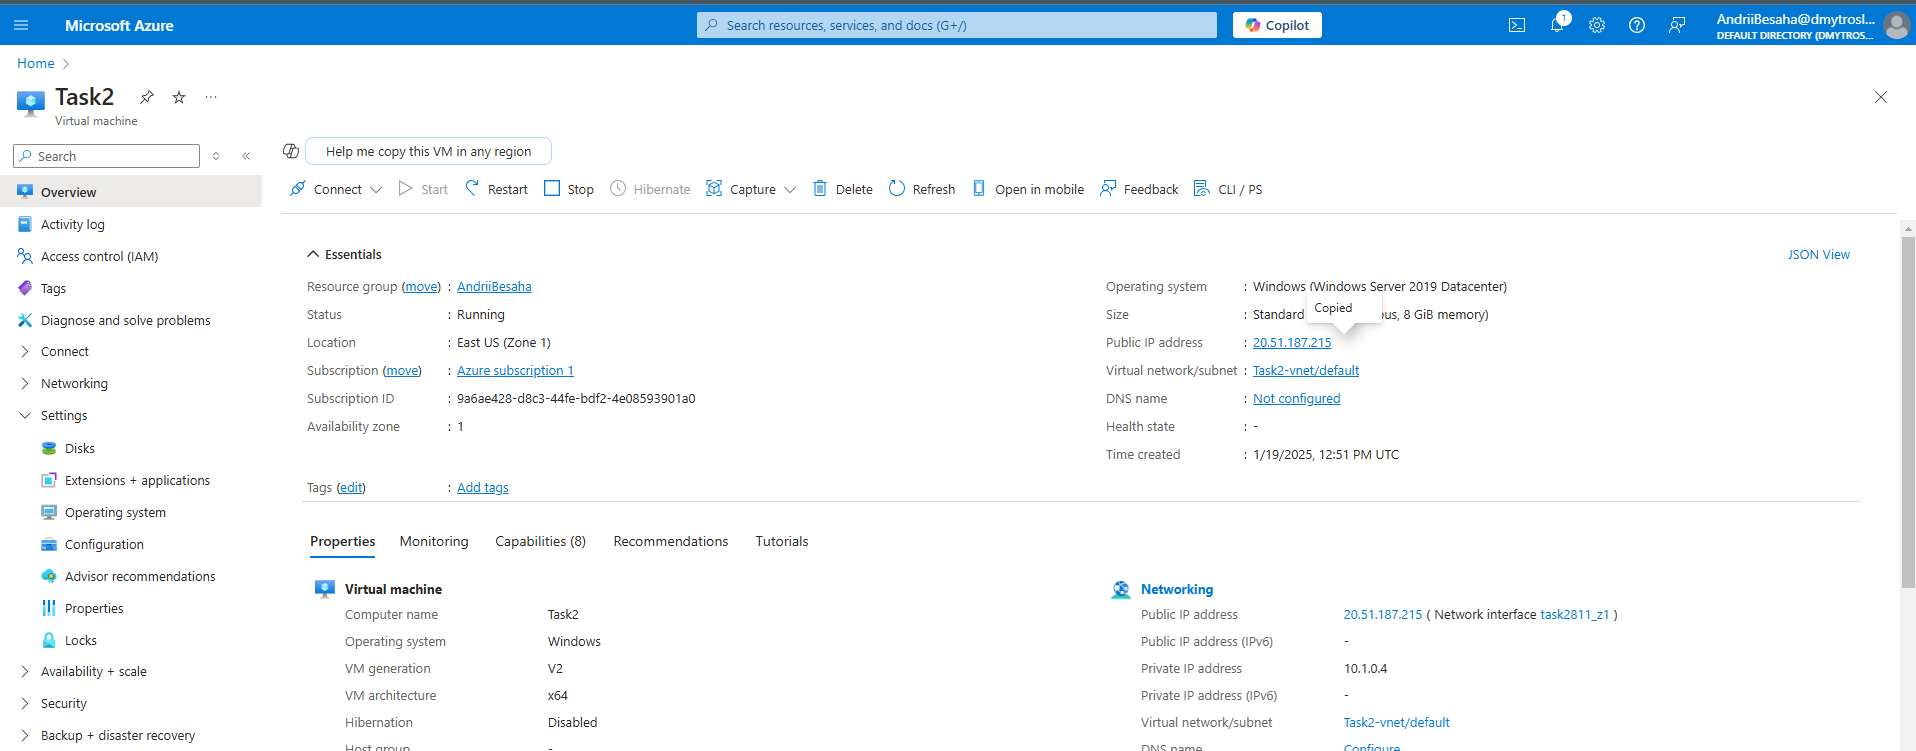 Microsoft Azure
Search resources, services, and docs (G+/)
Copilot
1
AndriiBesaha@dmytrosl...
DEFAULT DIRECTORY (DMYTROS...
Home
Task2
Virtual machine
Search
Overview
Activity log
Access control (IAM)
Tags
Diagnose and solve problems
Connect
Networking
Settings
Disks
Extensions + applications
Operating system
Configuration
Advisor recommendations
Properties
Locks
Availability + scale
Security
Backup + disaster recovery
Help me copy this VM in any region
Connect Start Restart Stop Hibernate Capture Delete Refresh Open in mobile Feedback CLI / PS
Essentials
JSON View
Resource group (move) : AndriiBesaha
Status : Running
Location : East US (Zone 1)
Subscription (move) : Azure subscription 1
Subscription ID : 9a6ae428-d8c3-44fe-bdf2-4e08593901a0
Availability zone : 1
Operating system : Windows (Windows Server 2019 Datacenter)
Copied
Size : Standard 8 GiB memory)
Public IP address : 20.51.187.215
Virtual network/subnet : Task2-vnet/default
DNS name : Not configured
Health state : -
Time created : 1/19/2025, 12:51 PM UTC
Tags (edit) : Add tags
Properties Monitoring Capabilities (8) Recommendations Tutorials
Virtual machine
Computer name Task2
Operating system Windows
VM generation V2
VM architecture x64
Hibernation Disabled
Host group -
Networking
Public IP address 20.51.187.215 ( Network interface task2811_z1 )
Public IP address (IPv6) -
Private IP address 10.1.0.4
Private IP address (IPv6) -
Virtual network/subnet Task2-vnet/default
DNS name Configure